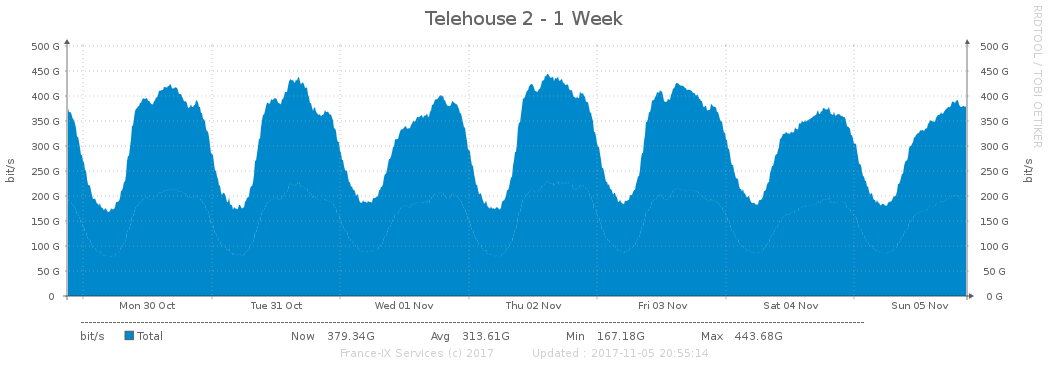 Telehouse 2 - 1 Week
RRDTOOL / TOBI OETIKER
500 G 500 G
450 G 450 G
400 G 400 G
350 G 350 G
300 G 300 G
250 G 250 G
200 G 200 G
150 G 150 G
100 G 100 G
50 G 50 G
0 0 G
bit/s bit/s
Mon 30 Oct Tue 31 Oct Wed 01 Nov Thu 02 Nov Fri 03 Nov Sat 04 Nov Sun 05 Nov
bit/s Total Now 379.34G Avg 313.61G Min 167.18G Max 443.68G
France-IX Services (c) 2017 Updated : 2017-11-05 20:55:14